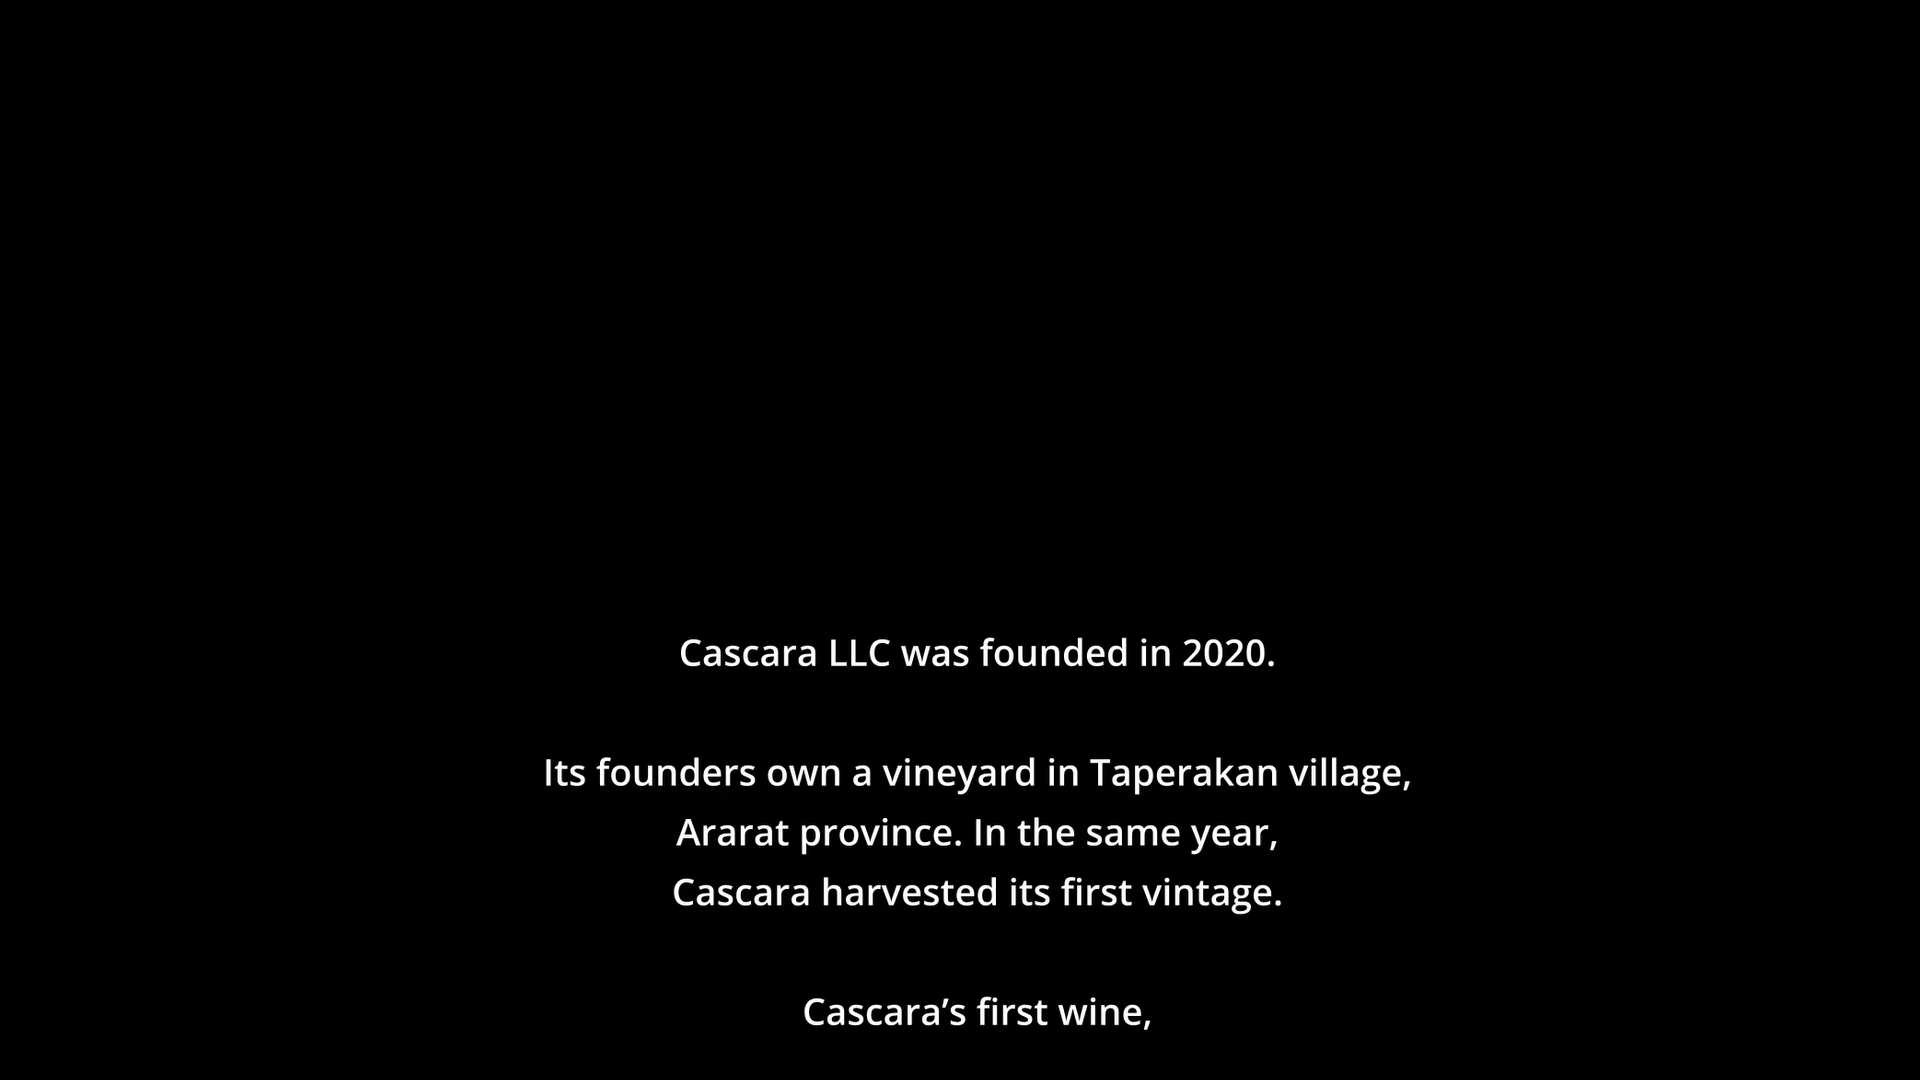 Cascara LLC was founded in 2020.
Its founders own a vineyard in Taperakan village,
Ararat province. In the same year,
Cascara harvested its first vintage.
Cascara’s first wine,